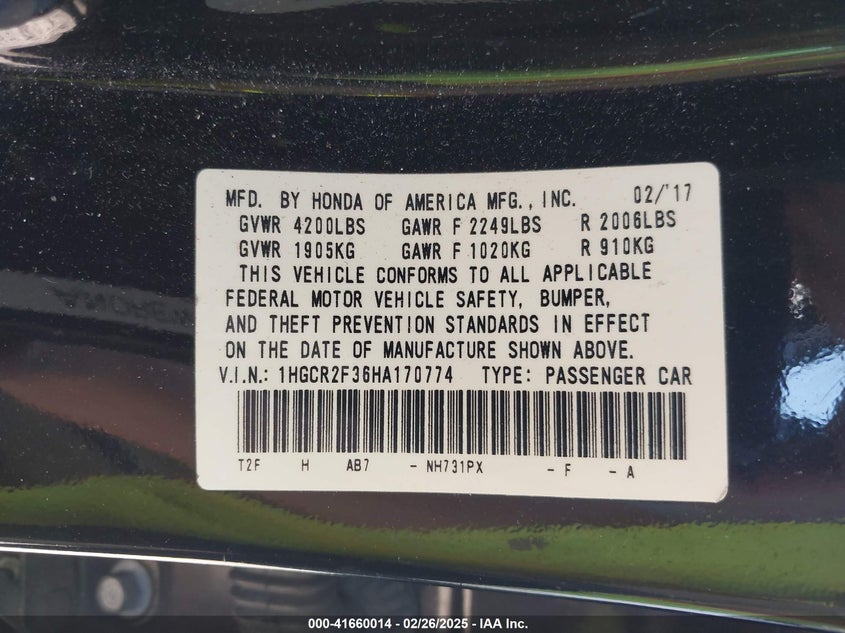 MFD. BY HONDA OF AMERICA MFG., INC. 02/'17
GVWR 4200LBS GAWR F 2249LBS R 2006LBS
GVWR 1905KG GAWR F 1020KG R 910KG
THIS VEHICLE CONFORMS TO ALL APPLICABLE
FEDERAL MOTOR VEHICLE SAFETY, BUMPER,
AND THEFT PREVENTION STANDARDS IN EFFECT
ON THE DATE OF MANUFACTURE SHOWN ABOVE.
V.I.N.: 1HGCR2F36HA170774 TYPE: PASSENGER CAR
T2F H AB7 - NH731PX - F - A
000-41660014 - 02/26/2025 - IAA Inc.